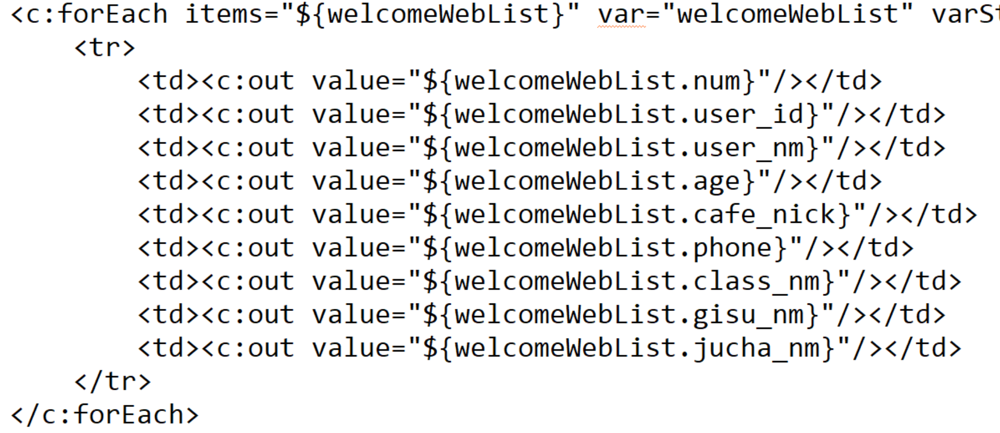 <c:forEach items="${welcomeWebList}" var="welcomeWebList" varSt
<tr>
<td><c:out value="${welcomeWebList.num}"/></td>
<td><c:out value="${welcomeWebList.user_id}"/></td>
<td><c:out value="${welcomeWebList.user_nm}"/></td>
<td><c:out value="${welcomeWebList.age}"/></td>
<td><c:out value="${welcomeWebList.cafe_nick}"/></td>
<td><c:out value="${welcomeWebList.phone}"/></td>
<td><c:out value="${welcomeWebList.class_nm}"/></td>
<td><c:out value="${welcomeWebList.gisu_nm}"/></td>
<td><c:out value="${welcomeWebList.jucha_nm}"/></td>
</tr>
</c:forEach>